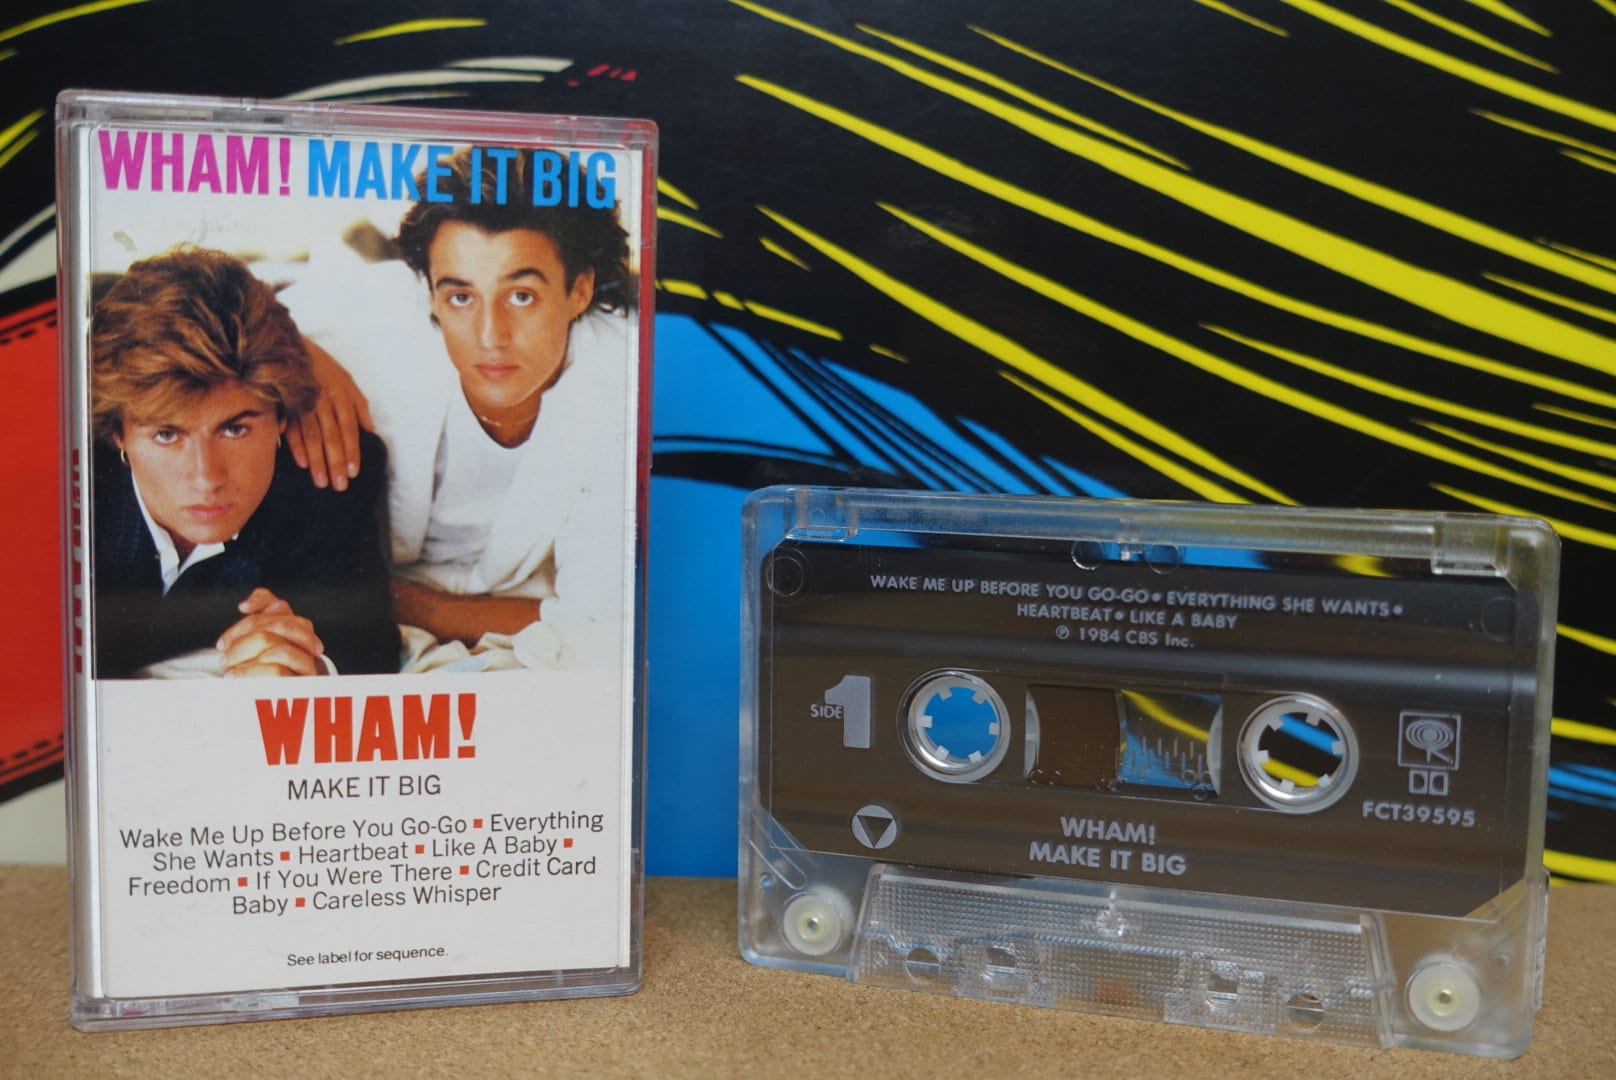 WHAM! MAKE IT BIG
WHAM!
MAKE IT BIG
Wake Me Up Before You Go-Go ▪ Everything
She Wants ▪ Heartbeat ▪ Like A Baby ▪
Freedom ▪ If You Were There ▪ Credit Card
Baby ▪ Careless Whisper
See label for sequence.
WAKE ME UP BEFORE YOU GO-GO • EVERYTHING SHE WANTS •
HEARTBEAT • LIKE A BABY
℗ 1984 CBS Inc.
SIDE 1
FCT39595
WHAM!
MAKE IT BIG